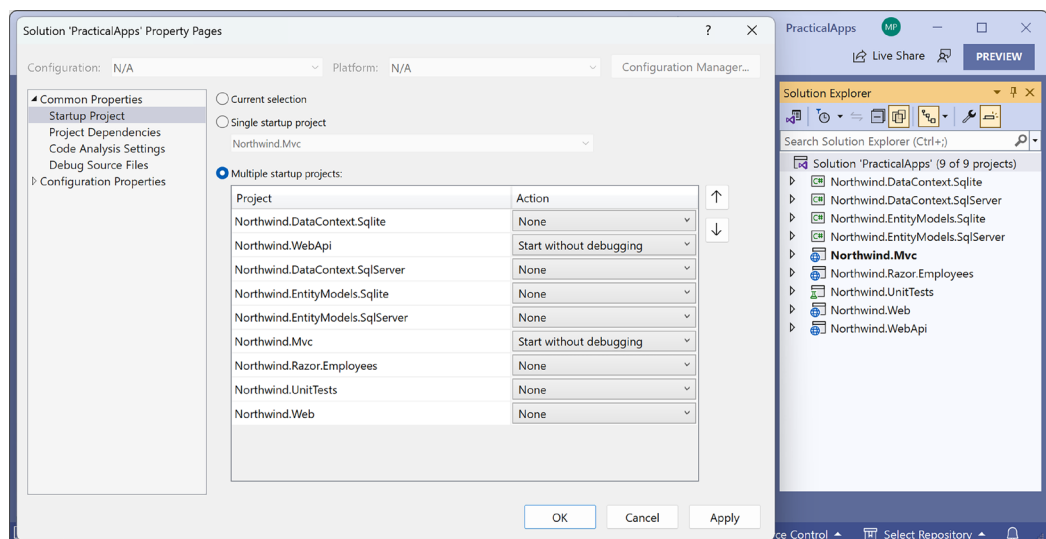 Solution 'PracticalApps' Property Pages
?
Configuration: N/A
Platform: N/A
Configuration Manager...
Common Properties
Startup Project
Project Dependencies
Code Analysis Settings
Debug Source Files
Configuration Properties
Current selection
Single startup project
Northwind.Mvc
Multiple startup projects:
Project Action
Northwind.DataContext.Sqlite None
Northwind.WebApi Start without debugging
Northwind.DataContext.SqlServer None
Northwind.EntityModels.Sqlite None
Northwind.EntityModels.SqlServer None
Northwind.Mvc Start without debugging
Northwind.Razor.Employees None
Northwind.UnitTests None
Northwind.Web None
OK Cancel Apply
PracticalApps MP
Live Share PREVIEW
Solution Explorer
Search Solution Explorer (Ctrl+;)
Solution 'PracticalApps' (9 of 9 projects)
C# Northwind.DataContext.Sqlite
C# Northwind.DataContext.SqlServer
C# Northwind.EntityModels.Sqlite
C# Northwind.EntityModels.SqlServer
Northwind.Mvc
Northwind.Razor.Employees
Northwind.UnitTests
Northwind.Web
Northwind.WebApi
ce Control Select Repository